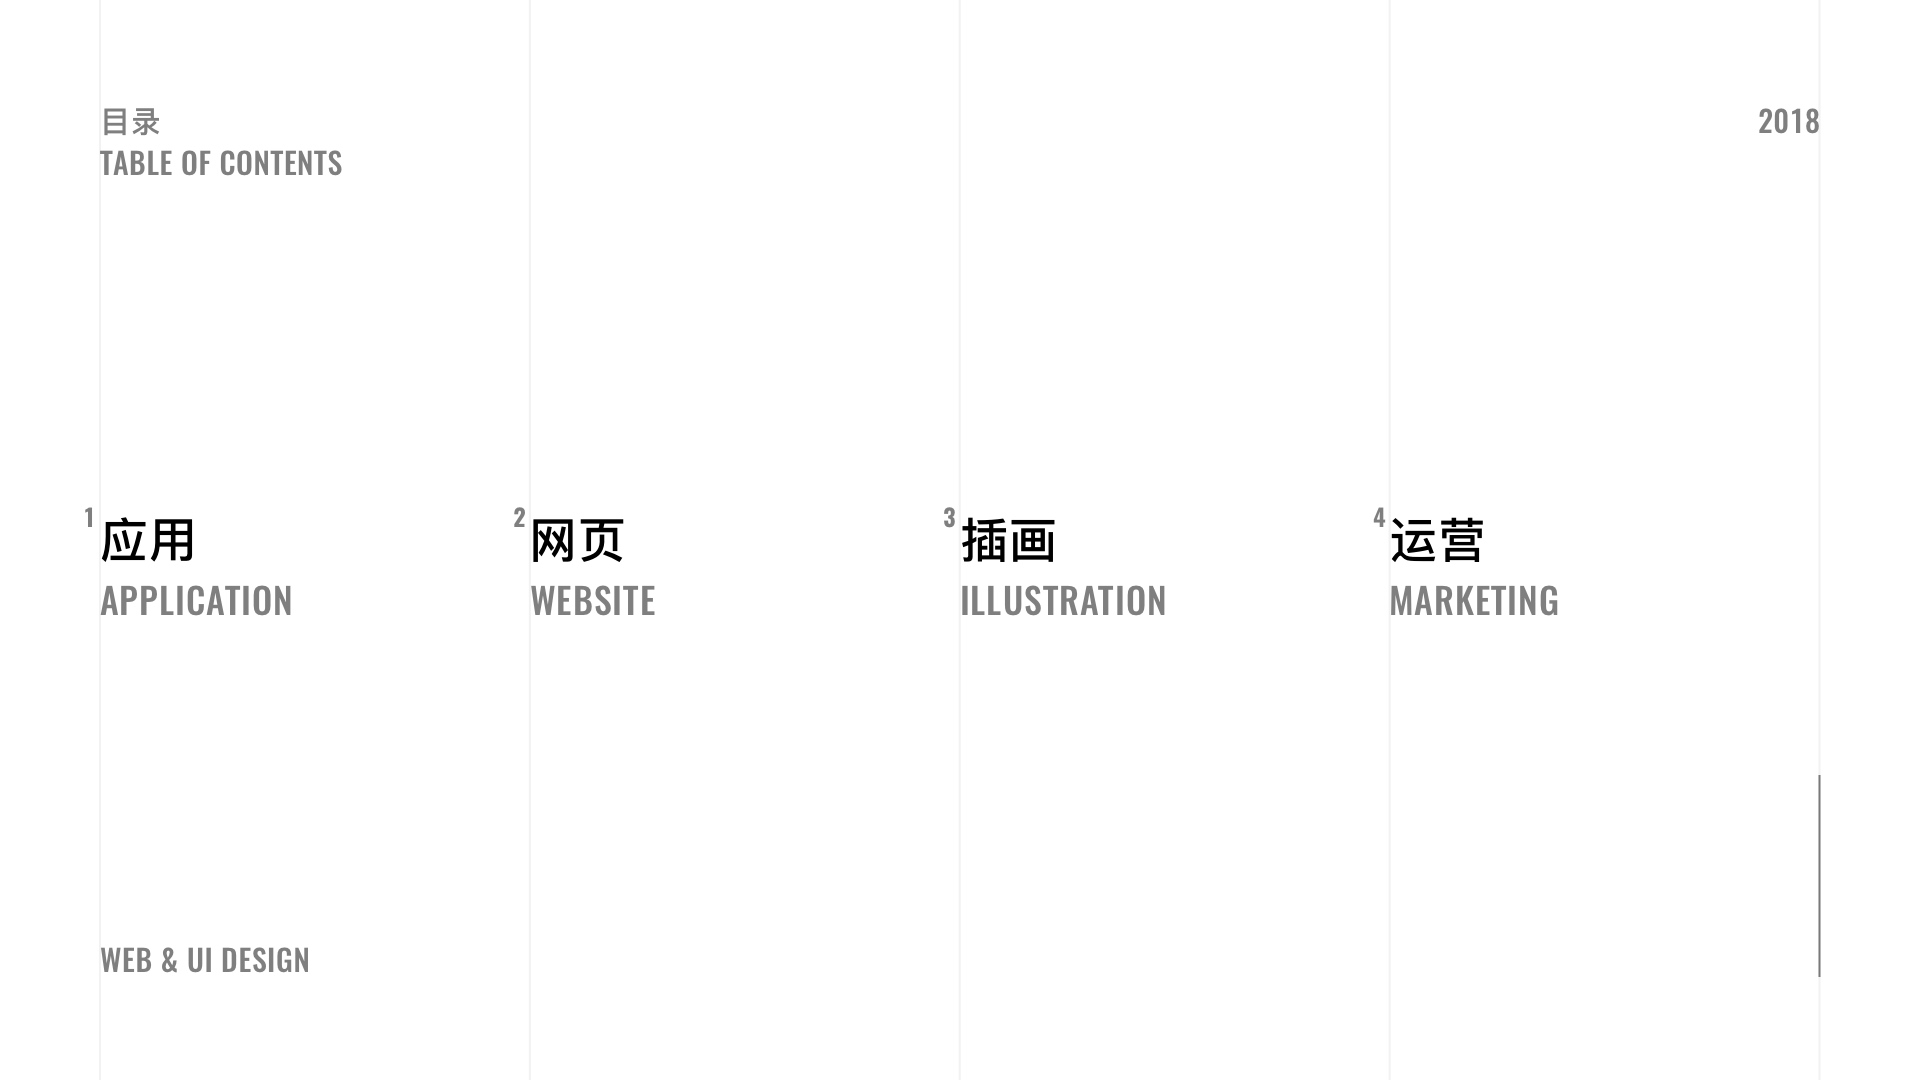 目录
TABLE OF CONTENTS
2018
1
应用
APPLICATION
2
网页
WEBSITE
3
插画
ILLUSTRATION
4
运营
MARKETING
WEB & UI DESIGN